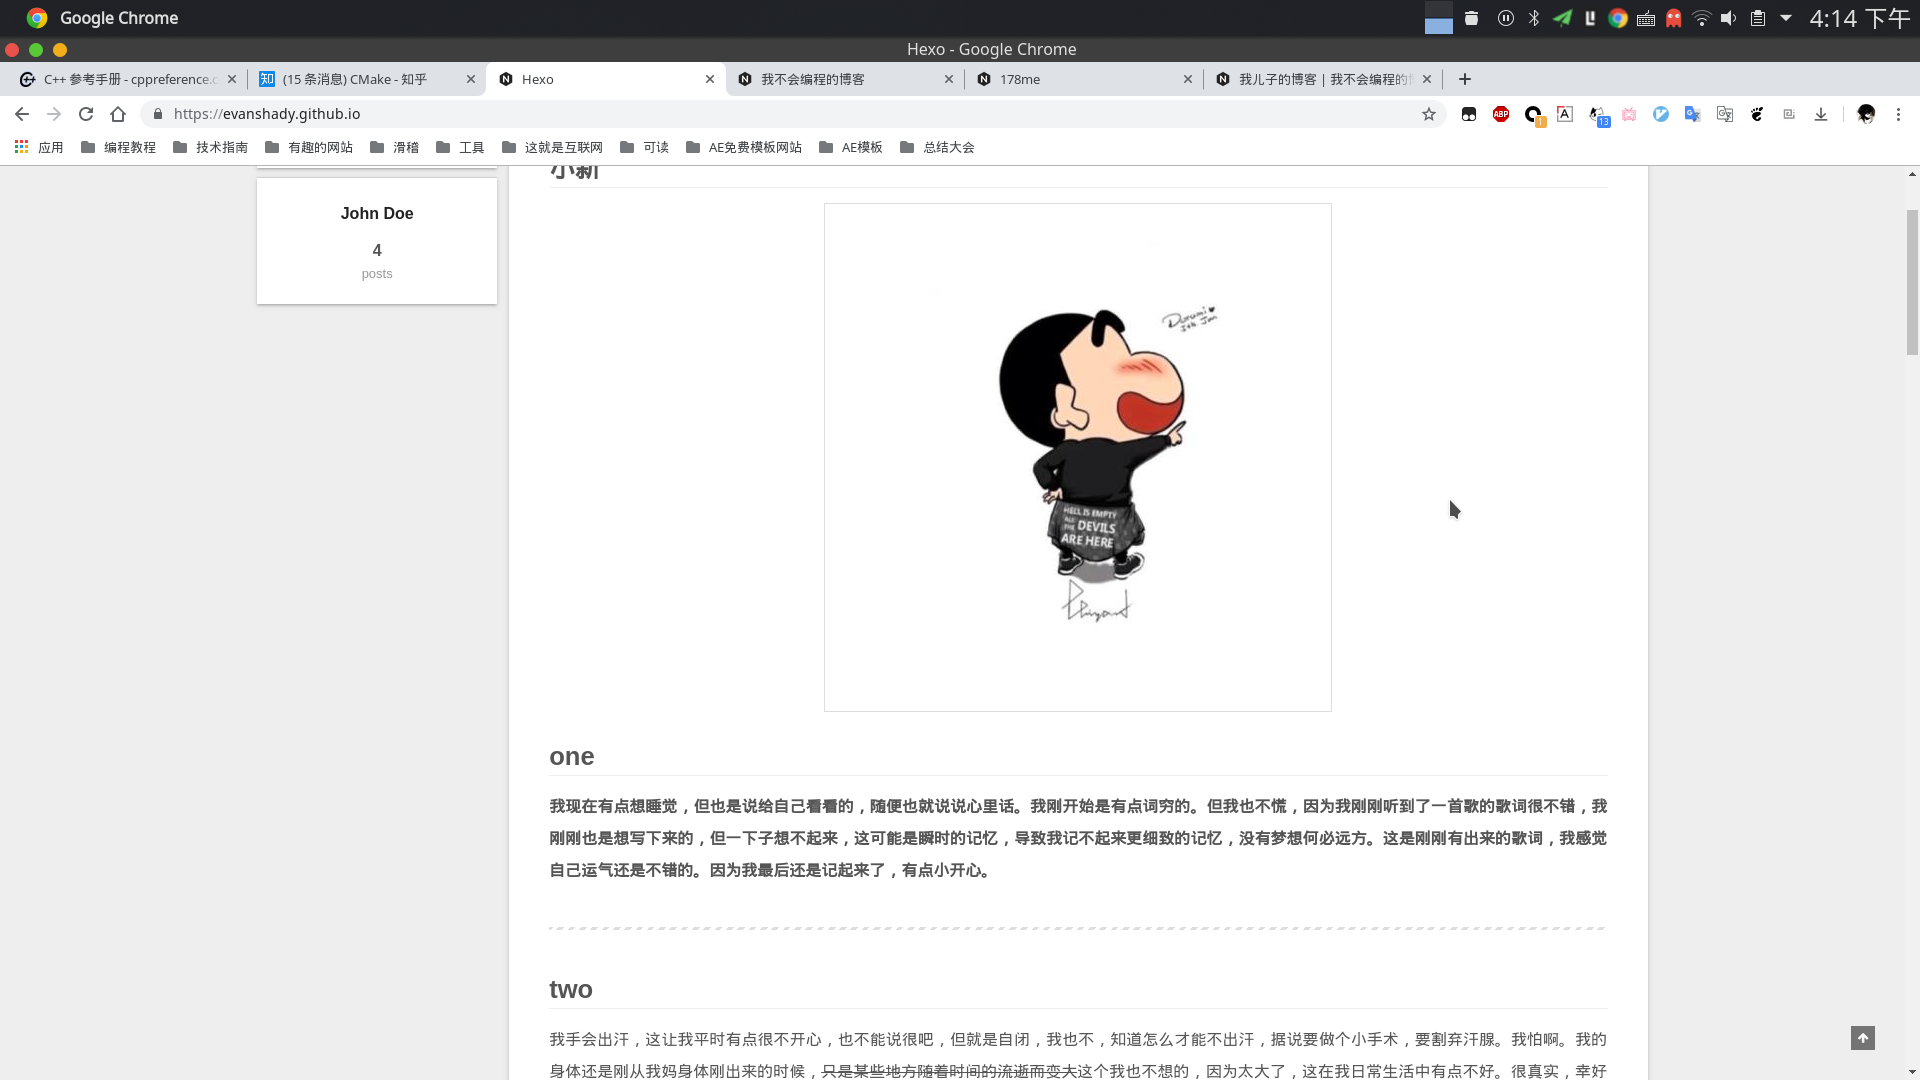 Google Chrome
4:14 下午
Hexo - Google Chrome
C++ 参考手册 - cppreference.c
(15 条消息) CMake - 知乎
Hexo
我不会编程的博客
178me
我儿子的博客 | 我不会编程的
https://evanshady.github.io
应用
编程教程
技术指南
有趣的网站
滑稽
工具
这就是互联网
可读
AE免费模板网站
AE模板
总结大会
小新
John Doe
4
posts
HELL IS EMPTY
ALL THE DEVILS
ARE HERE
one
我现在有点想睡觉，但也是说给自己看看的，随便也就说说心里话。我刚开始是有点词穷的。但我也不慌，因为我刚刚听到了一首歌的歌词很不错，我
刚刚也是想写下来的，但一下子想不起来，这可能是瞬时的记忆，导致我记不起来更细致的记忆，没有梦想何必远方。这是刚刚有出来的歌词，我感觉
自己运气还是不错的。因为我最后还是记起来了，有点小开心。
two
我手会出汗，这让我平时有点很不开心，也不能说很吧，但就是自闭，我也不，知道怎么才能不出汗，据说要做个小手术，要割弃汗腺。我怕啊。我的
身体还是刚从我妈身体刚出来的时候，只是某些地方随着时间的流逝而变大这个我也不想的，因为太大了，这在我日常生活中有点不好。很真实，幸好